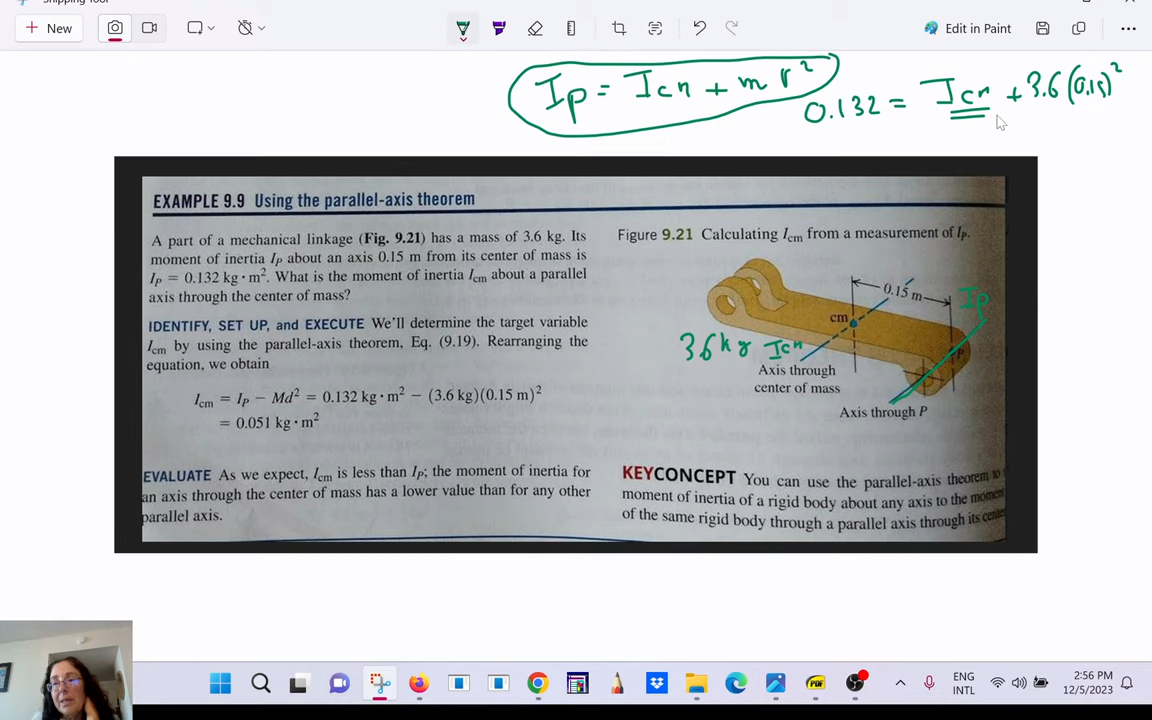 Snipping Tool
New
Edit in Paint
Ip = Icm + m r²
0.132 = Icm + 3.6 (0.15)²
EXAMPLE 9.9 Using the parallel-axis theorem
A part of a mechanical linkage (Fig. 9.21) has a mass of 3.6 kg. Its
moment of inertia IP about an axis 0.15 m from its center of mass is
IP = 0.132 kg · m². What is the moment of inertia Icm about a parallel
axis through the center of mass?
IDENTIFY, SET UP, and EXECUTE We'll determine the target variable
Icm by using the parallel-axis theorem, Eq. (9.19). Rearranging the
equation, we obtain
Icm = IP − Md² = 0.132 kg · m² − (3.6 kg)(0.15 m)²
= 0.051 kg · m²
EVALUATE As we expect, Icm is less than IP; the moment of inertia for
an axis through the center of mass has a lower value than for any other
parallel axis.
Figure 9.21 Calculating Icm from a measurement of IP.
0.15 m
Ip
cm
P
3.6 kg Icm
Axis through
center of mass
Axis through P
KEYCONCEPT You can use the parallel-axis theorem to
moment of inertia of a rigid body about any axis to the moment
of the same rigid body through a parallel axis through its cente
ENG
INTL
2:56 PM
12/5/2023